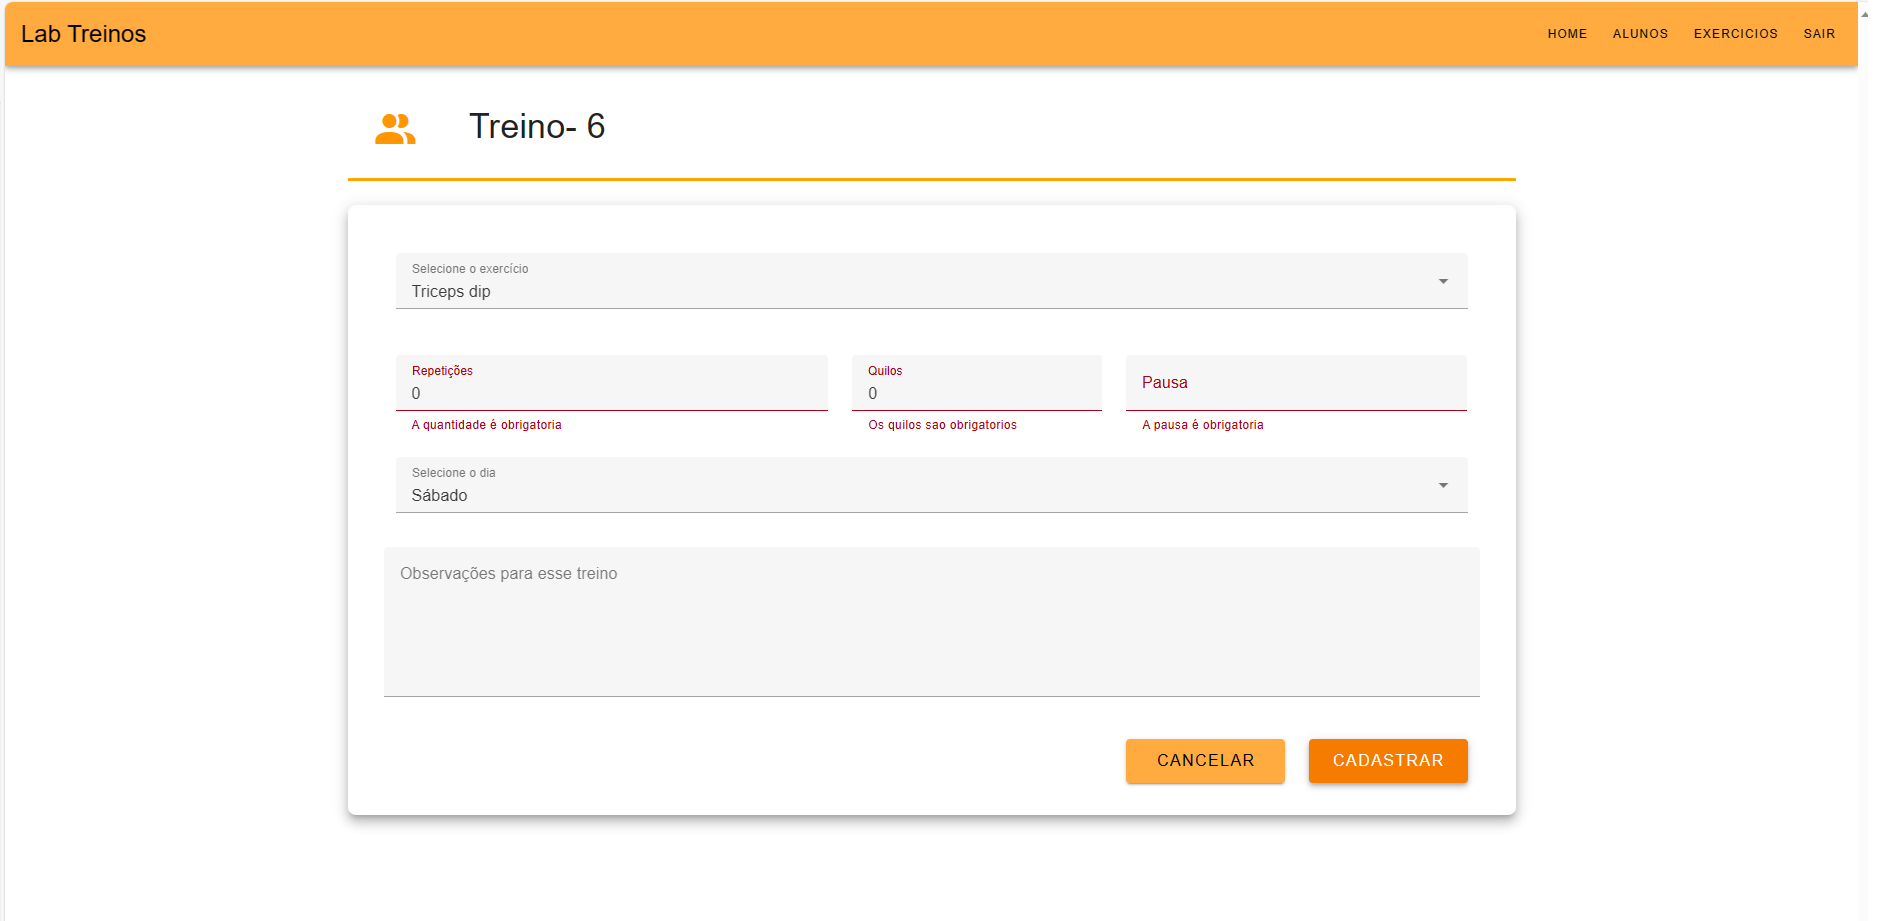 Lab Treinos
HOME ALUNOS EXERCICIOS SAIR
Treino- 6
Selecione o exercício
Triceps dip
Repetições
0
A quantidade é obrigatoria
Quilos
0
Os quilos sao obrigatorios
Pausa
A pausa é obrigatoria
Selecione o dia
Sábado
Observações para esse treino
CANCELAR
CADASTRAR